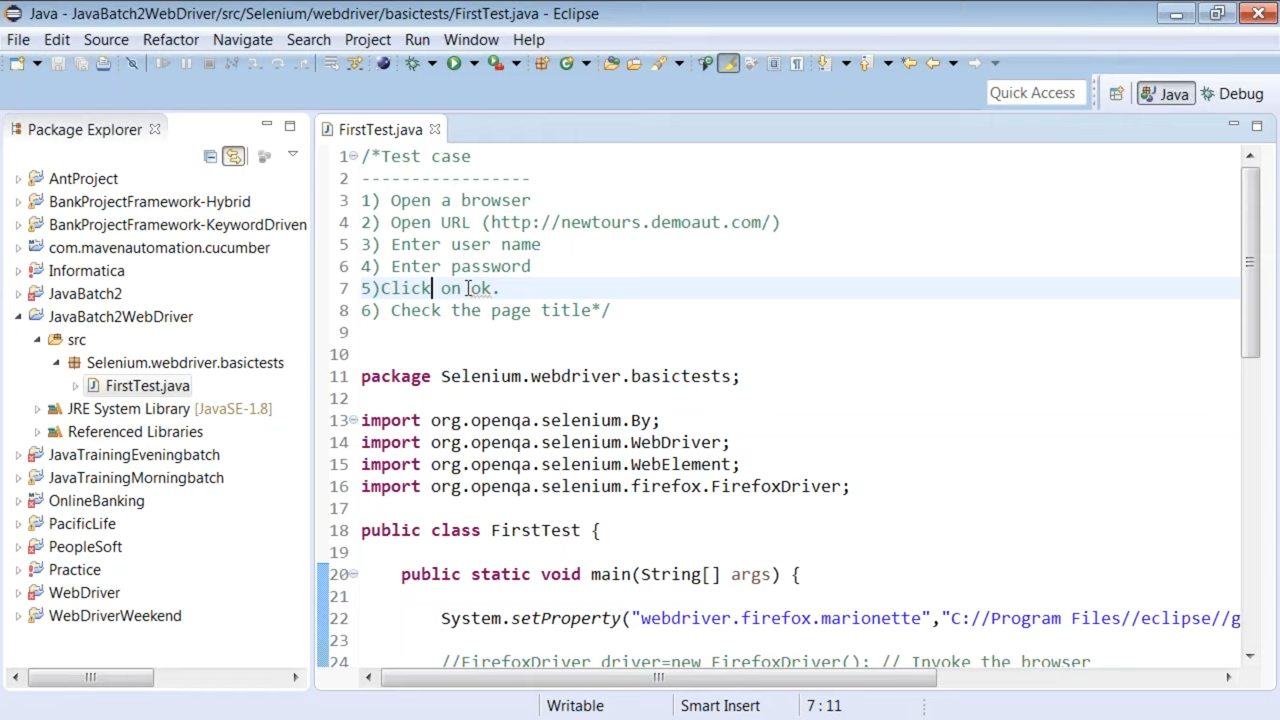 Java - JavaBatch2WebDriver/src/Selenium/webdriver/basictests/FirstTest.java - Eclipse
File Edit Source Refactor Navigate Search Project Run Window Help
Quick Access Java Debug
Package Explorer
AntProject
BankProjectFramework-Hybrid
BankProjectFramework-KeywordDriven
com.mavenautomation.cucumber
Informatica
JavaBatch2
JavaBatch2WebDriver
src
Selenium.webdriver.basictests
FirstTest.java
JRE System Library [JavaSE-1.8]
Referenced Libraries
JavaTrainingEveningbatch
JavaTrainingMorningbatch
OnlineBanking
PacificLife
PeopleSoft
Practice
WebDriver
WebDriverWeekend
FirstTest.java
1 /*Test case
2 -----------------
3 1) Open a browser
4 2) Open URL (http://newtours.demoaut.com/)
5 3) Enter user name
6 4) Enter password
7 5)Click on ok.
8 6) Check the page title*/
9
10
11 package Selenium.webdriver.basictests;
12
13 import org.openqa.selenium.By;
14 import org.openqa.selenium.WebDriver;
15 import org.openqa.selenium.WebElement;
16 import org.openqa.selenium.firefox.FirefoxDriver;
17
18 public class FirstTest {
19
20 public static void main(String[] args) {
21
22 System.setProperty("webdriver.firefox.marionette","C://Program Files//eclipse//g
23
24 //FirefoxDriver driver=new FirefoxDriver(); // Invoke the browser
Writable Smart Insert 7 : 11